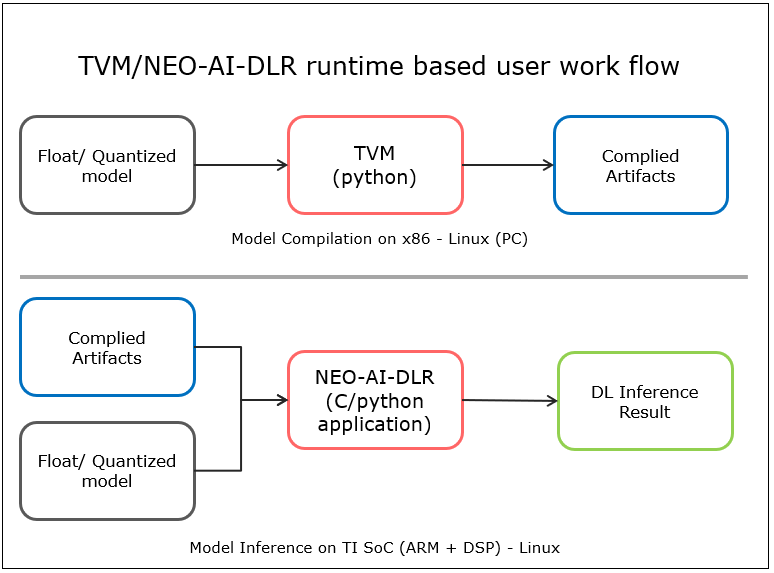 TVM/NEO-AI-DLR runtime based user work flow
Float/ Quantized
model
TVM
(python)
Complied
Artifacts
Model Compilation on x86 - Linux (PC)
Complied
Artifacts
Float/ Quantized
model
NEO-AI-DLR
(C/python
application)
DL Inference
Result
Model Inference on TI SoC (ARM + DSP) - Linux